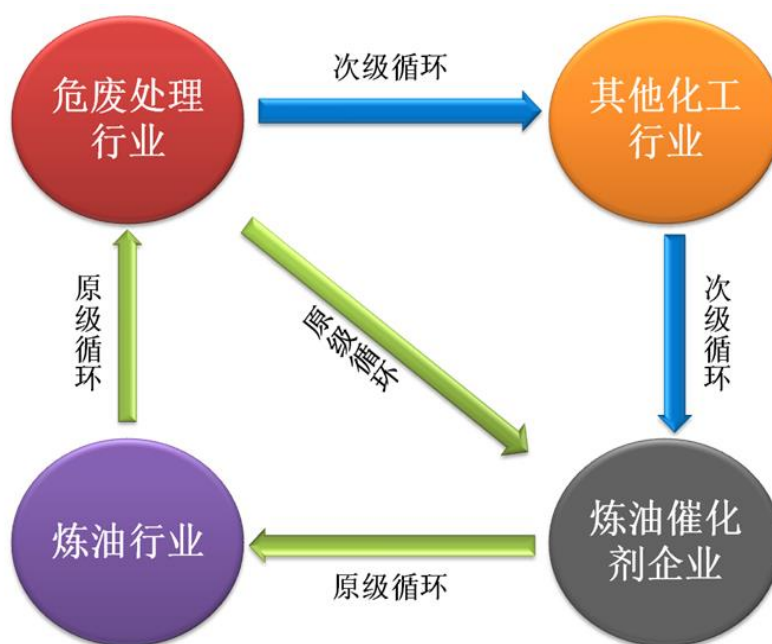 危废处理
行业
次级循环
其他化工
行业
原级循环
原级循环
次级循环
炼油行业
原级循环
炼油催化
剂企业